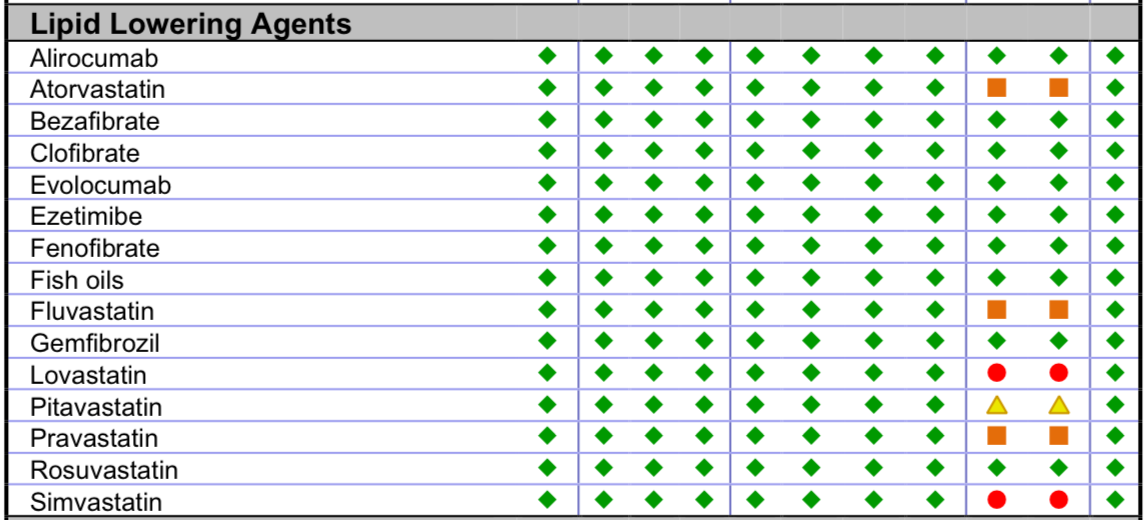 Lipid Lowering Agents
Alirocumab
Atorvastatin
Bezafibrate
Clofibrate
Evolocumab
Ezetimibe
Fenofibrate
Fish oils
Fluvastatin
Gemfibrozil
Lovastatin
Pitavastatin
Pravastatin
Rosuvastatin
Simvastatin